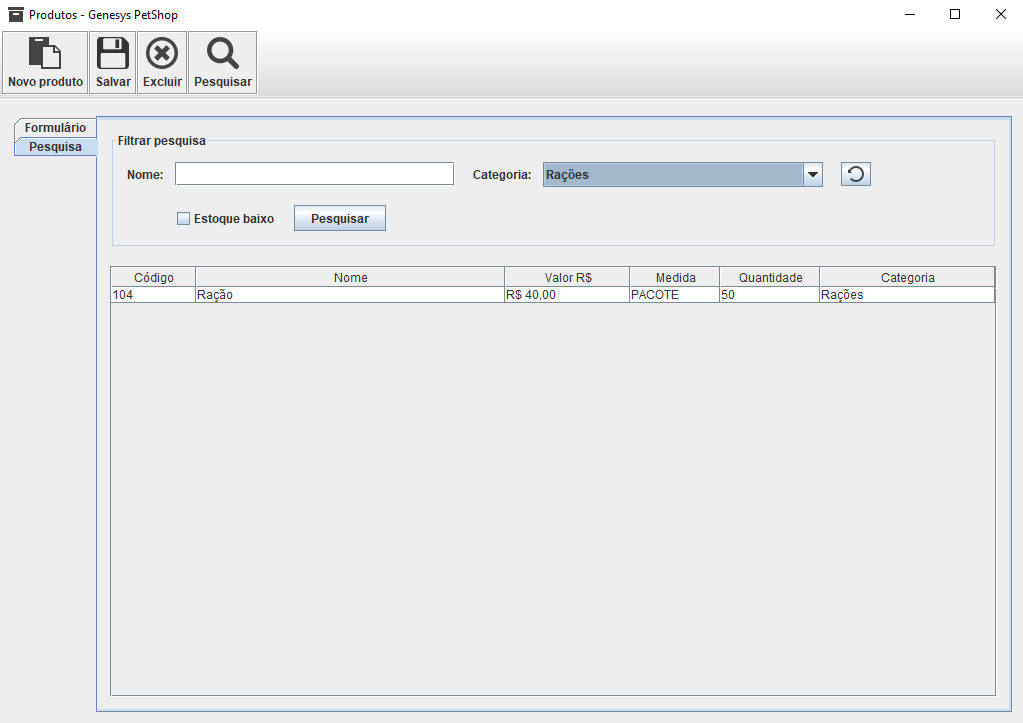 Produtos - Genesys PetShop
Novo produto Salvar Excluir Pesquisar
Formulário
Pesquisa
Filtrar pesquisa
Nome: Categoria: Rações
Estoque baixo Pesquisar
Código Nome Valor R$ Medida Quantidade Categoria
104 Ração R$ 40,00 PACOTE 50 Rações